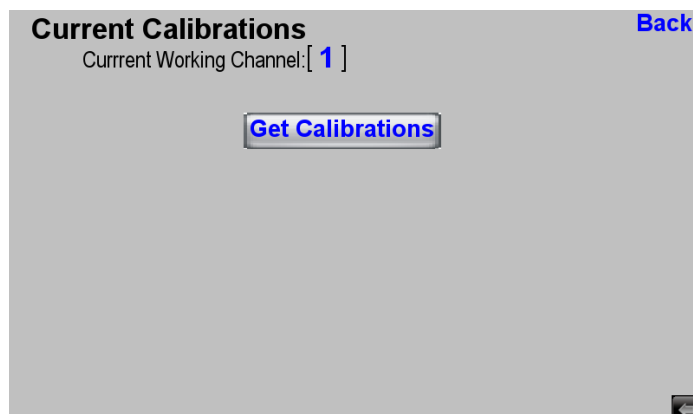 Current Calibrations
Back
Currrent Working Channel:[ 1 ]
Get Calibrations